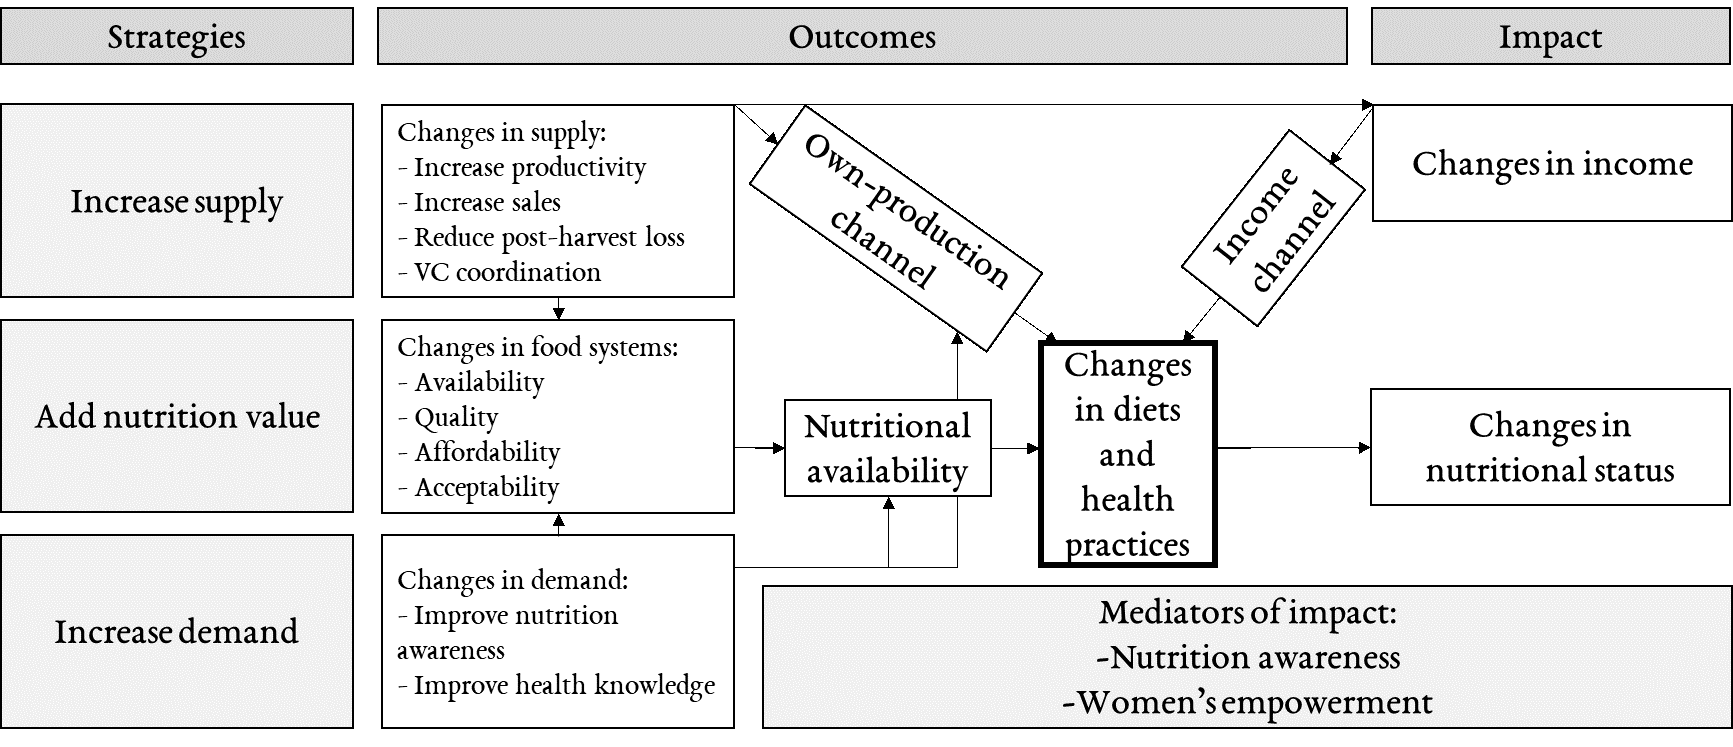 Strategies
Outcomes
Impact
Increase supply
Changes in supply:
- Increase productivity
- Increase sales
- Reduce post-harvest loss
- VC coordination
Own-production
channel
Income
channel
Changes in income
Add nutrition value
Changes in food systems:
- Availability
- Quality
- Affordability
- Acceptability
Nutritional
availability
Changes
in diets
and
health
practices
Changes in
nutritional status
Increase demand
Changes in demand:
- Improve nutrition
awareness
- Improve health knowledge
Mediators of impact:
-Nutrition awareness
-Women’s empowerment